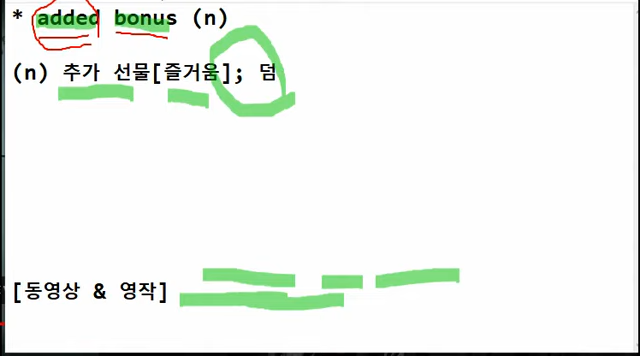 * added bonus (n)
(n) 추가 선물[즐거움]; 덤
[동영상 & 영작]